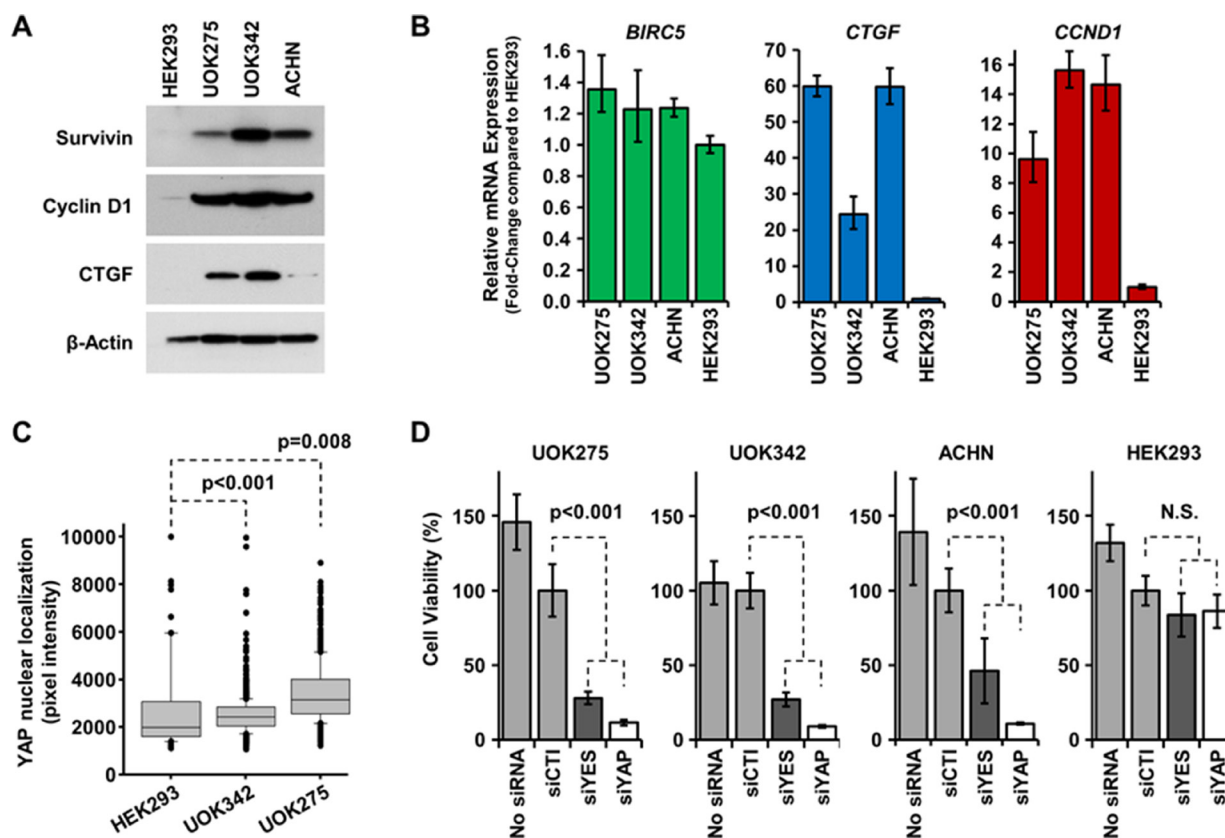 A
HEK293
UOK275
UOK342
ACHN
Survivin
Cyclin D1
CTGF
β-Actin
B
Relative mRNA Expression
(Fold-Change compared to HEK293)
BIRC5
1.6
1.4
1.2
1.0
0.8
0.6
0.4
0.2
0.0
UOK275
UOK342
ACHN
HEK293
CTGF
70
60
50
40
30
20
10
0
UOK275
UOK342
ACHN
HEK293
CCND1
16
14
12
10
8
6
4
2
0
UOK275
UOK342
ACHN
HEK293
C
p=0.008
p<0.001
YAP nuclear localization
(pixel intensity)
10000
8000
6000
4000
2000
0
HEK293
UOK342
UOK275
D
Cell Viability (%)
UOK275
p<0.001
150
100
50
0
No siRNA
siCTl
siYES
siYAP
UOK342
p<0.001
150
100
50
0
No siRNA
siCTl
siYES
siYAP
ACHN
p<0.001
150
100
50
0
No siRNA
siCTl
siYES
siYAP
HEK293
N.S.
150
100
50
0
No siRNA
siCTl
siYES
siYAP